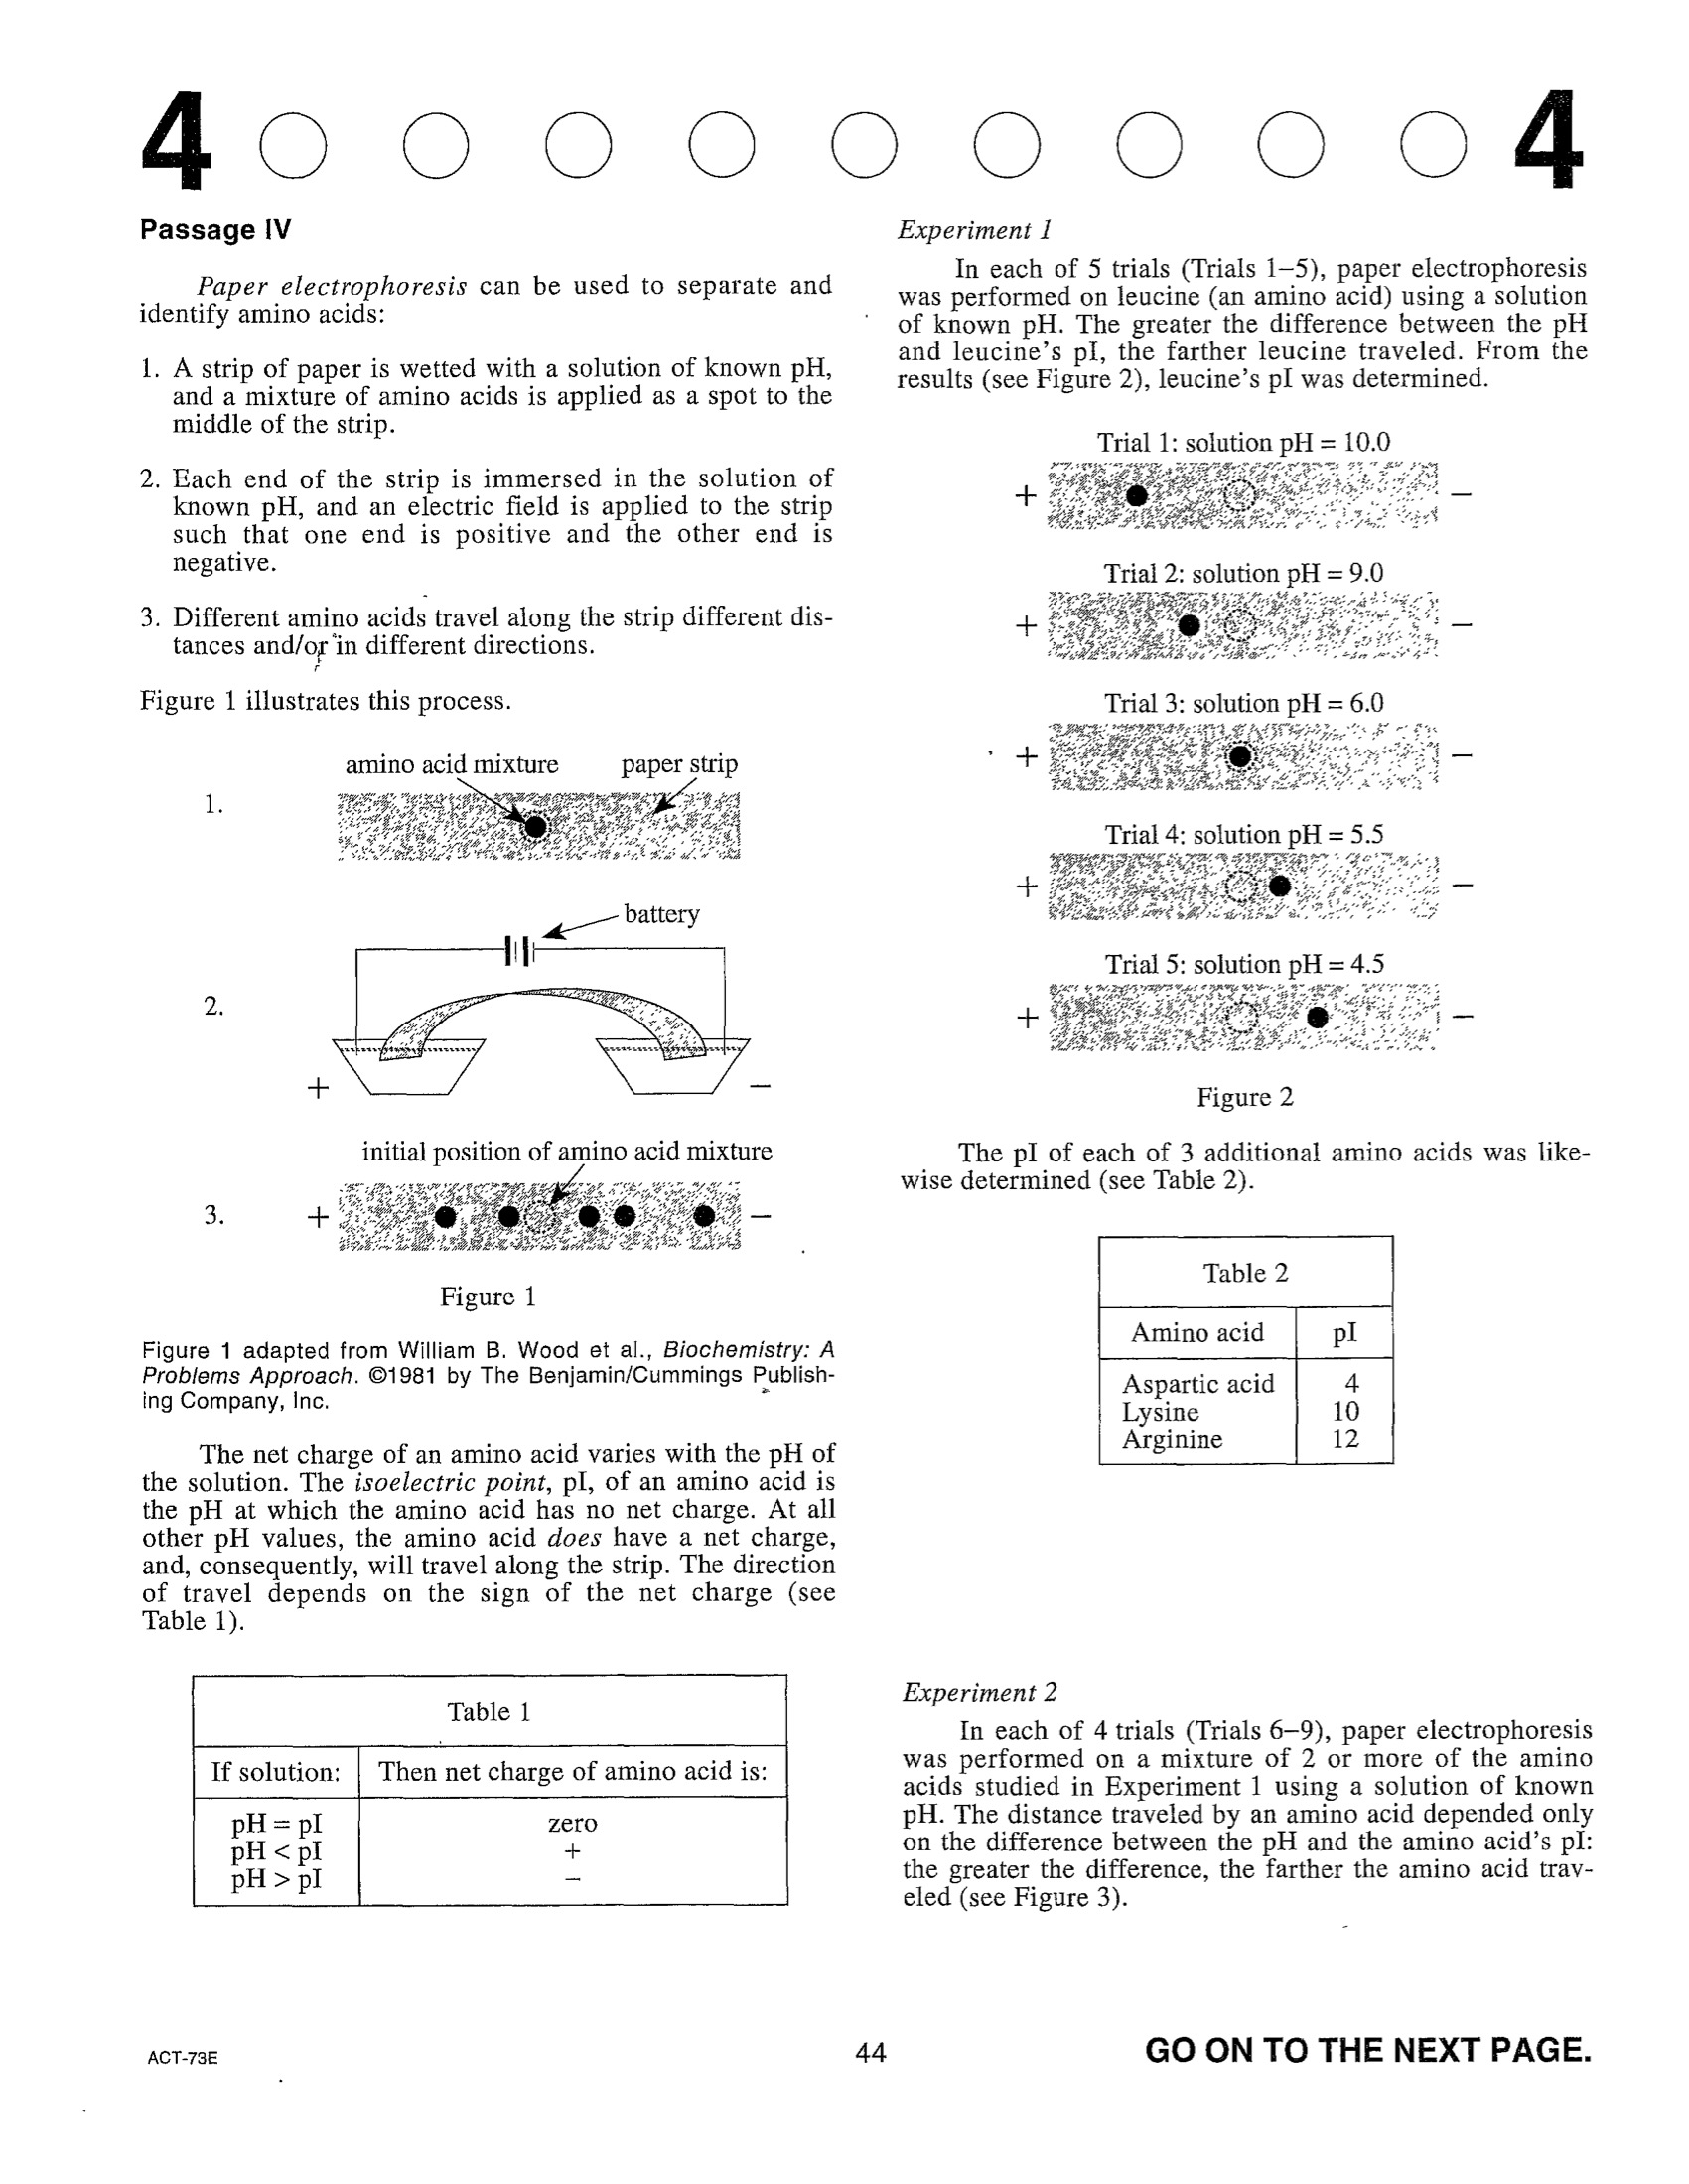 4 4
Passage IV
Paper electrophoresis can be used to separate and
identify amino acids:
1. A strip of paper is wetted with a solution of known pH,
and a mixture of amino acids is applied as a spot to the
middle of the strip.
2. Each end of the strip is immersed in the solution of
known pH, and an electric field is applied to the strip
such that one end is positive and the other end is
negative.
3. Different amino acids travel along the strip different dis-
tances and/or in different directions.
Figure 1 illustrates this process.
amino acid mixture paper strip
1.
battery
2.
+ −
initial position of amino acid mixture
3. + −
Figure 1
Figure 1 adapted from William B. Wood et al., Biochemistry: A
Problems Approach. ©1981 by The Benjamin/Cummings Publish-
ing Company, Inc.
The net charge of an amino acid varies with the pH of
the solution. The isoelectric point, pI, of an amino acid is
the pH at which the amino acid has no net charge. At all
other pH values, the amino acid does have a net charge,
and, consequently, will travel along the strip. The direction
of travel depends on the sign of the net charge (see
Table 1).
Table 1
If solution: Then net charge of amino acid is:
pH = pI zero
pH < pI +
pH > pI −
Experiment 1
In each of 5 trials (Trials 1–5), paper electrophoresis
was performed on leucine (an amino acid) using a solution
of known pH. The greater the difference between the pH
and leucine's pI, the farther leucine traveled. From the
results (see Figure 2), leucine's pI was determined.
Trial 1: solution pH = 10.0
+ −
Trial 2: solution pH = 9.0
+ −
Trial 3: solution pH = 6.0
+ −
Trial 4: solution pH = 5.5
+ −
Trial 5: solution pH = 4.5
+ −
Figure 2
The pI of each of 3 additional amino acids was like-
wise determined (see Table 2).
Table 2
Amino acid pI
Aspartic acid 4
Lysine 10
Arginine 12
Experiment 2
In each of 4 trials (Trials 6–9), paper electrophoresis
was performed on a mixture of 2 or more of the amino
acids studied in Experiment 1 using a solution of known
pH. The distance traveled by an amino acid depended only
on the difference between the pH and the amino acid's pI:
the greater the difference, the farther the amino acid trav-
eled (see Figure 3).
ACT-73E 44 GO ON TO THE NEXT PAGE.